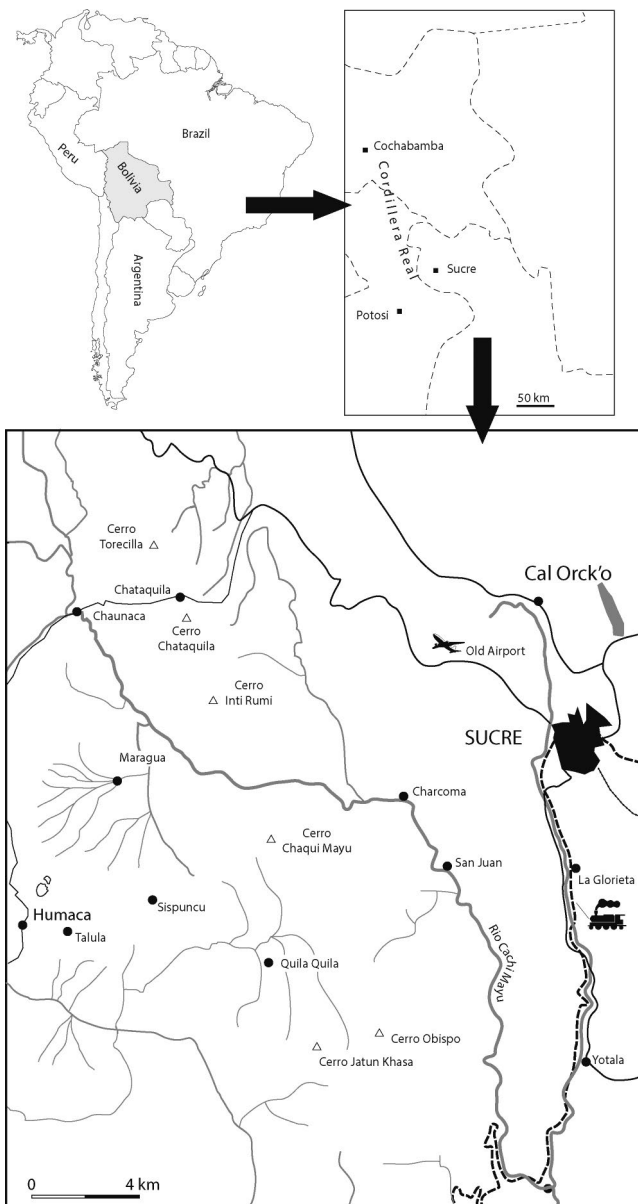 Brazil
Peru
Bolivia
Argentina
Cochabamba
Cordillera Real
Sucre
Potosi
50 km
Cerro
Torecilla
Cal Orck'o
Chataquila
Chaunaca
Cerro
Chataquila
Old Airport
Cerro
Inti Rumi
SUCRE
Maragua
Charcoma
Cerro
Chaqui Mayu
San Juan
La Glorieta
Sispuncu
Humaca
Talula
Rio Cachi Mayu
Quila Quila
Cerro Obispo
Cerro Jatun Khasa
Yotala
0 4 km